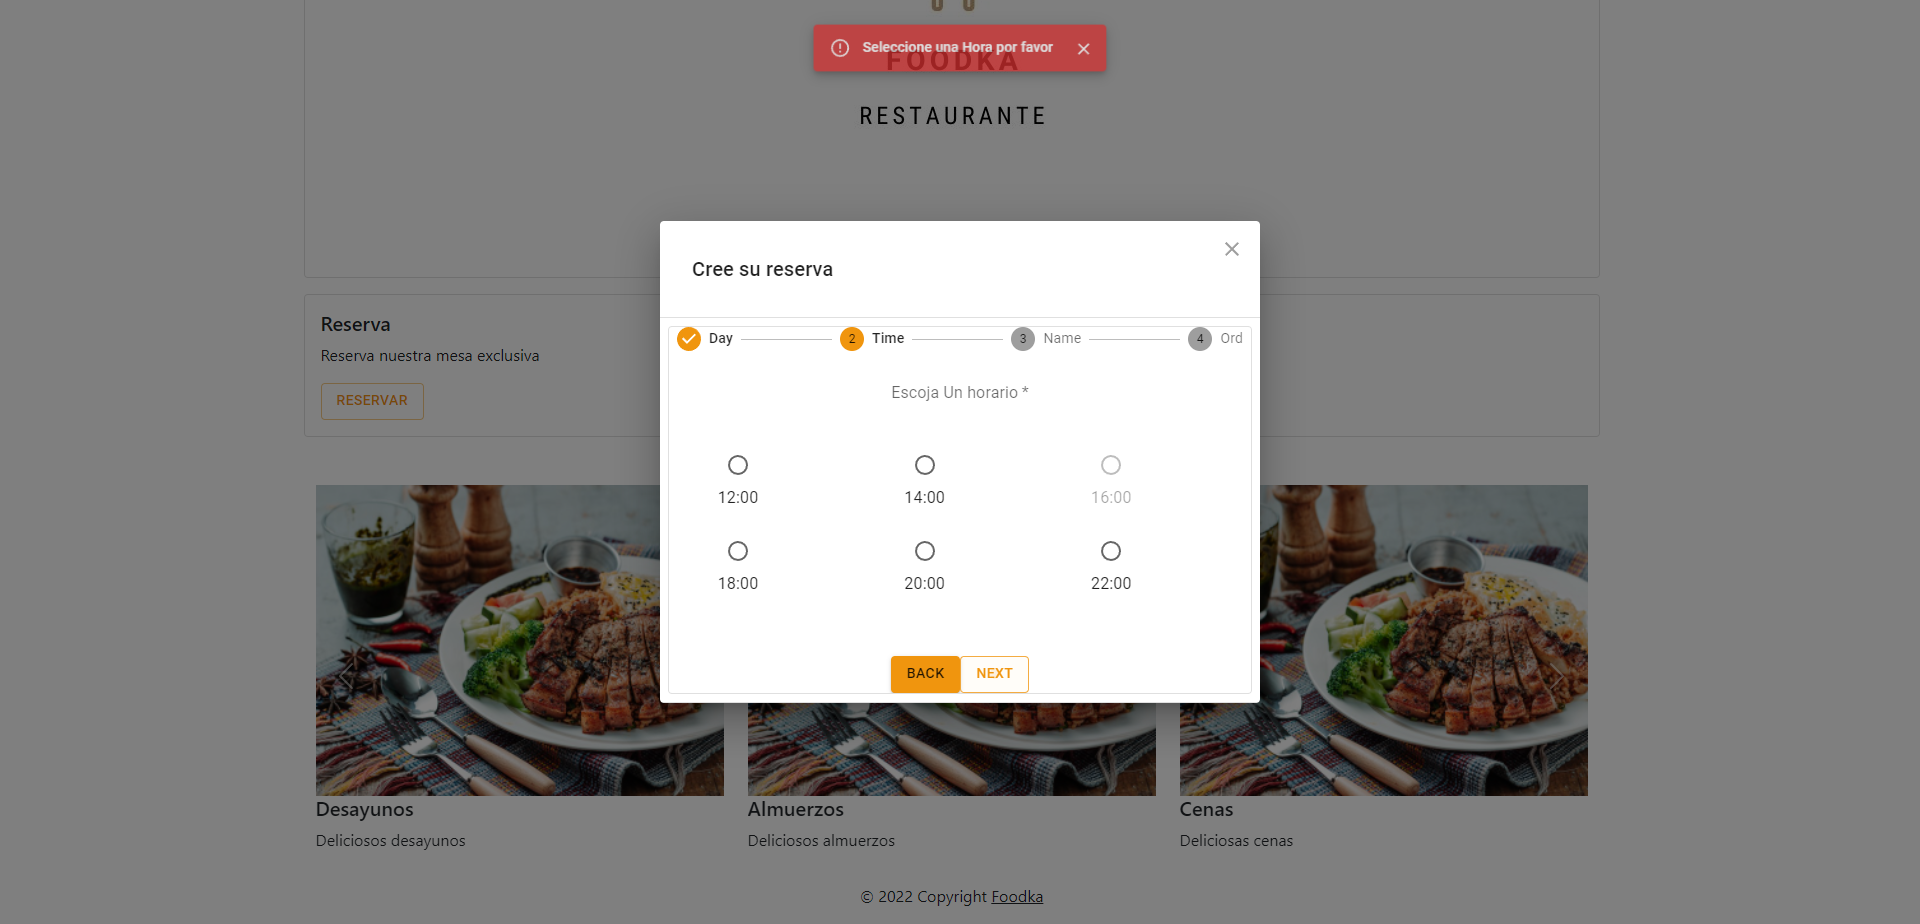 Seleccione una Hora por favor
FOODKA
RESTAURANTE
Cree su reserva
Day
2 Time
3 Name
4 Ord
Escoja Un horario *
12:00 14:00 16:00
18:00 20:00 22:00
BACK NEXT
Reserva
Reserva nuestra mesa exclusiva
RESERVAR
Desayunos
Deliciosos desayunos
Almuerzos
Deliciosos almuerzos
Cenas
Deliciosas cenas
© 2022 Copyright Foodka